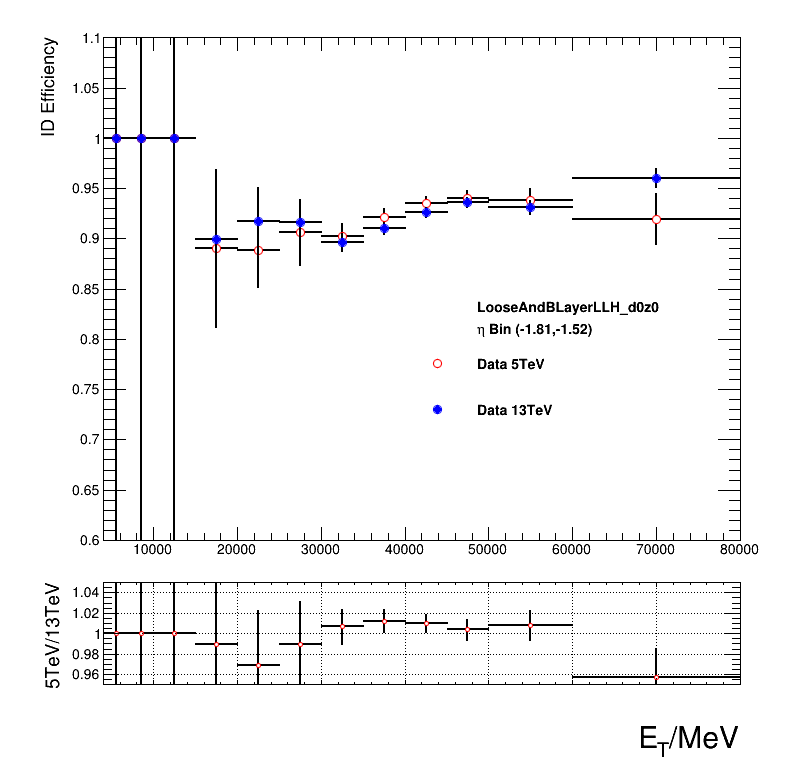 ID Efficiency
1.1
1.05
1
0.95
0.9
0.85
0.8
0.75
0.7
0.65
0.6
LooseAndBLayerLLH_d0z0
η Bin (-1.81,-1.52)
Data 5TeV
Data 13TeV
10000 20000 30000 40000 50000 60000 70000 80000
5TeV/13TeV
1.04
1.02
1
0.98
0.96
E_T/MeV